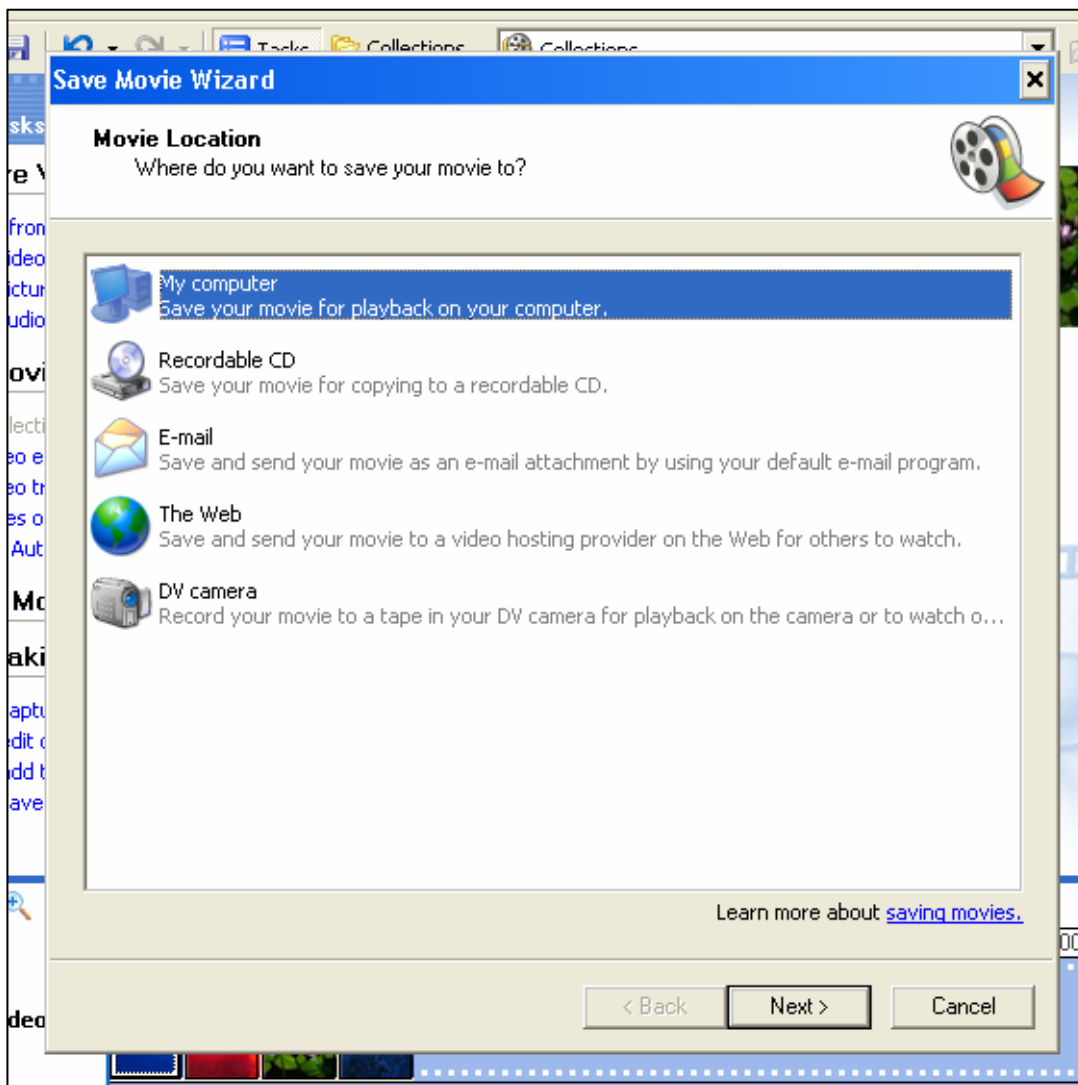 Tasks
Collections
Collections
Save Movie Wizard
Movie Location
Where do you want to save your movie to?
My computer
Save your movie for playback on your computer.
Recordable CD
Save your movie for copying to a recordable CD.
E-mail
Save and send your movie as an e-mail attachment by using your default e-mail program.
The Web
Save and send your movie to a video hosting provider on the Web for others to watch.
DV camera
Record your movie to a tape in your DV camera for playback on the camera or to watch o...
Learn more about saving movies.
< Back
Next >
Cancel